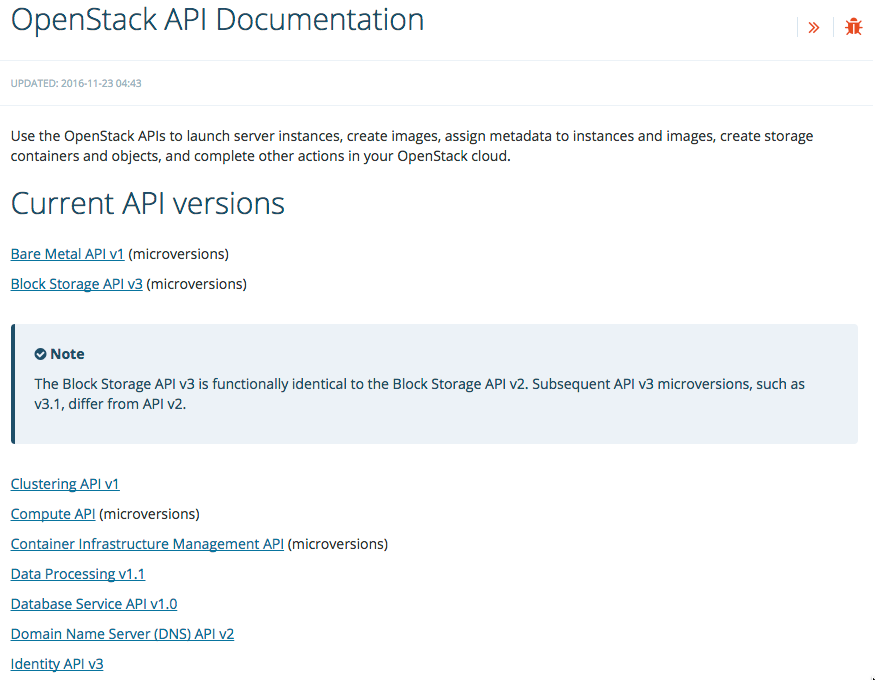 OpenStack API Documentation
UPDATED: 2016-11-23 04:43
Use the OpenStack APIs to launch server instances, create images, assign metadata to instances and images, create storage
containers and objects, and complete other actions in your OpenStack cloud.
Current API versions
Bare Metal API v1 (microversions)
Block Storage API v3 (microversions)
Note
The Block Storage API v3 is functionally identical to the Block Storage API v2. Subsequent API v3 microversions, such as
v3.1, differ from API v2.
Clustering API v1
Compute API (microversions)
Container Infrastructure Management API (microversions)
Data Processing v1.1
Database Service API v1.0
Domain Name Server (DNS) API v2
Identity API v3